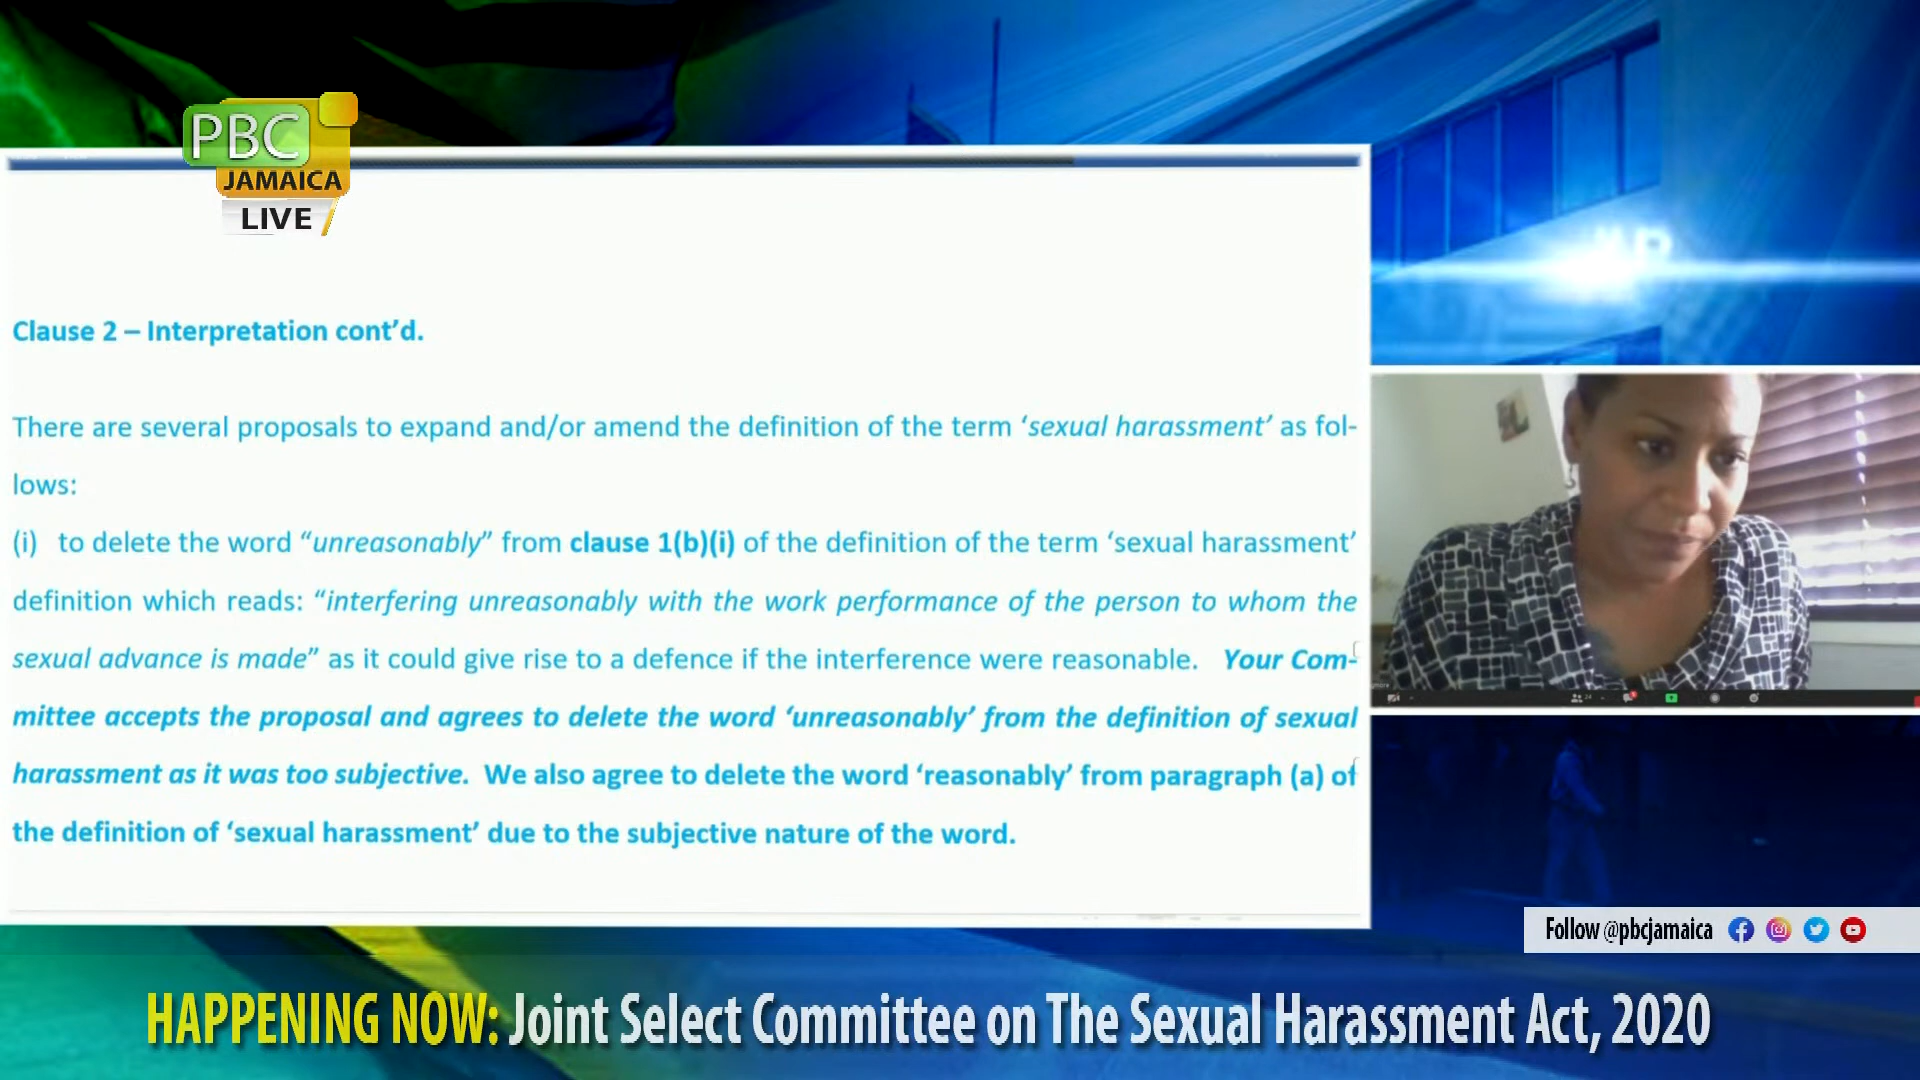 PBC
JAMAICA
LIVE
Clause 2 – Interpretation cont’d.
There are several proposals to expand and/or amend the definition of the term ‘sexual harassment’ as fol-
lows:
(i) to delete the word “unreasonably” from clause 1(b)(i) of the definition of the term ‘sexual harassment’
definition which reads: “interfering unreasonably with the work performance of the person to whom the
sexual advance is made” as it could give rise to a defence if the interference were reasonable. Your Com-
mittee accepts the proposal and agrees to delete the word ‘unreasonably’ from the definition of sexual
harassment as it was too subjective. We also agree to delete the word ‘reasonably’ from paragraph (a) of
the definition of ‘sexual harassment’ due to the subjective nature of the word.
Follow @pbcjamaica
HAPPENING NOW: Joint Select Committee on The Sexual Harassment Act, 2020